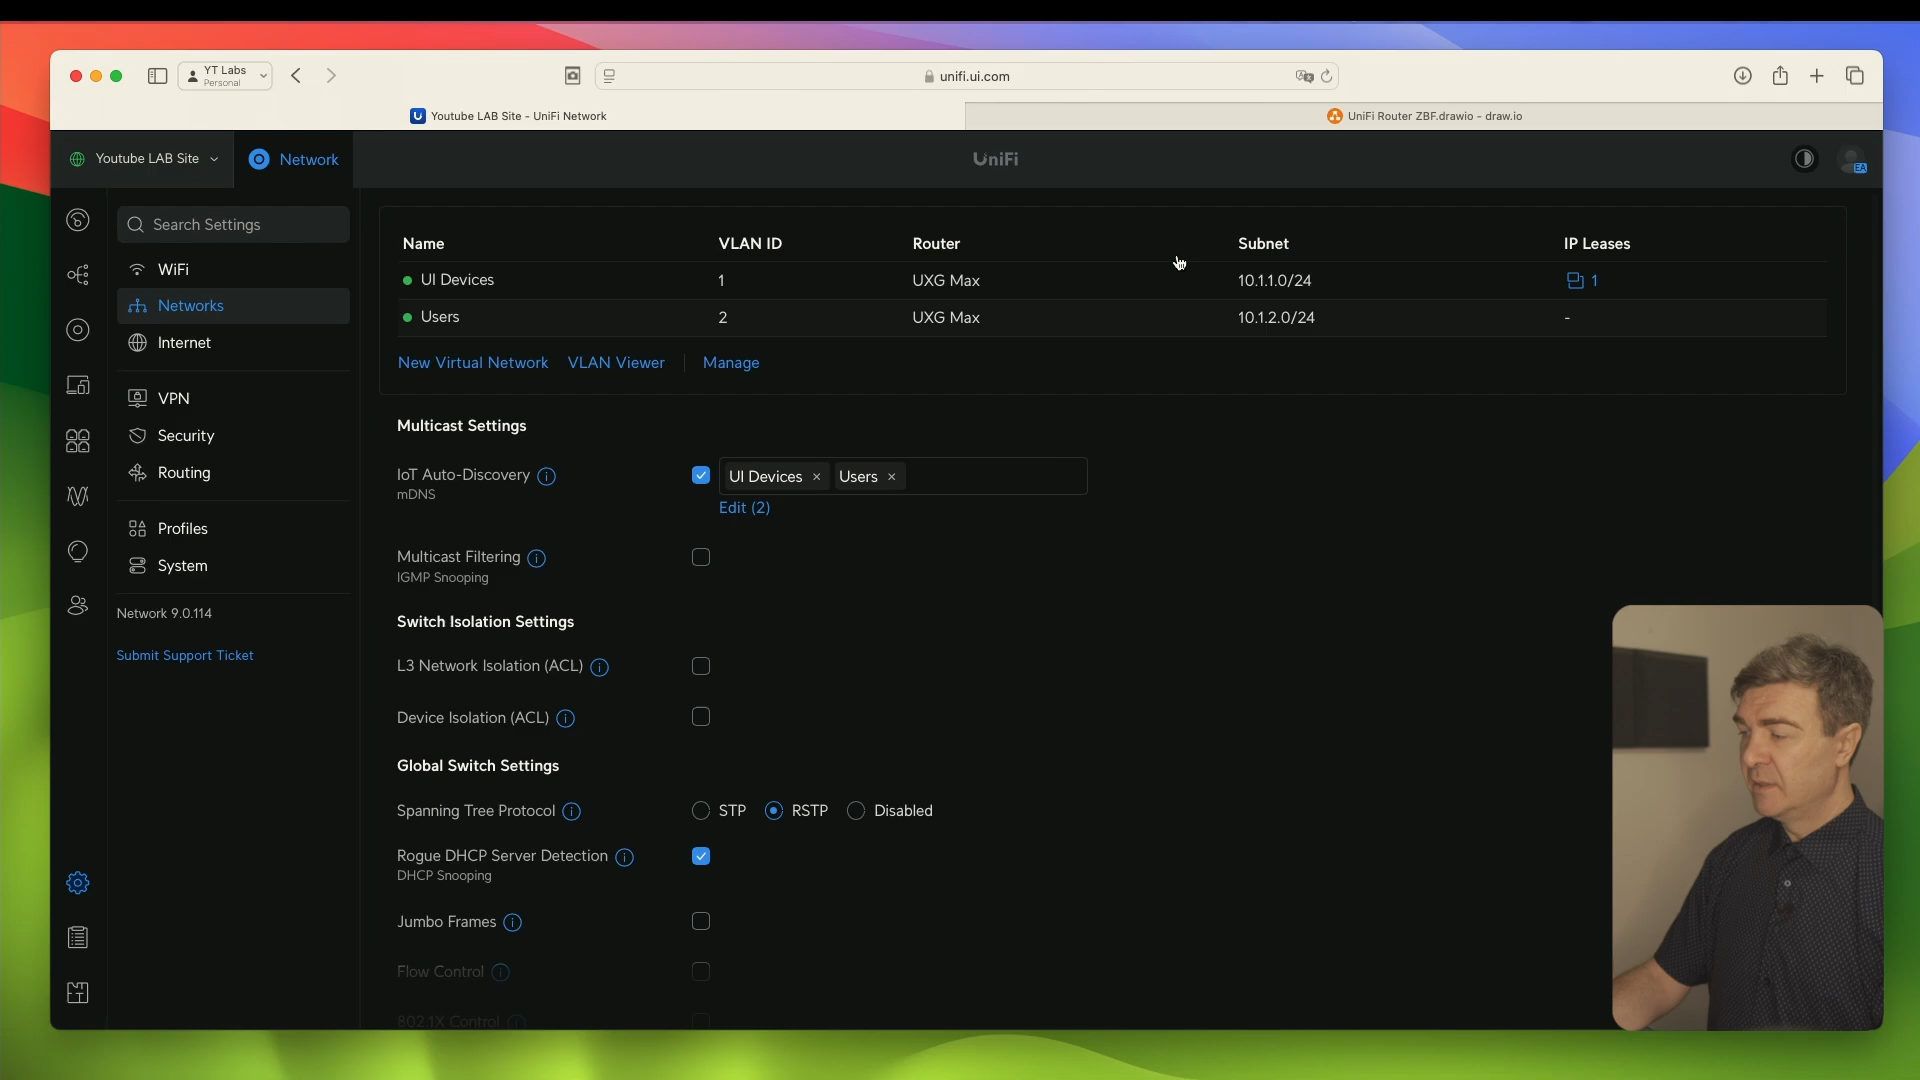 YT Labs
Personal
unifi.ui.com
Youtube LAB Site - UniFi Network
UniFi Router ZBF.drawio - draw.io
Youtube LAB Site
Network
UniFi
EA
Search Settings
WiFi
Networks
Internet
VPN
Security
Routing
Profiles
System
Network 9.0.114
Submit Support Ticket
Name VLAN ID Router Subnet IP Leases
UI Devices 1 UXG Max 10.1.1.0/24 1
Users 2 UXG Max 10.1.2.0/24 -
New Virtual Network VLAN Viewer Manage
Multicast Settings
IoT Auto-Discovery UI Devices × Users ×
mDNS
Edit (2)
Multicast Filtering
IGMP Snooping
Switch Isolation Settings
L3 Network Isolation (ACL)
Device Isolation (ACL)
Global Switch Settings
Spanning Tree Protocol STP RSTP Disabled
Rogue DHCP Server Detection
DHCP Snooping
Jumbo Frames
Flow Control
802.1X Control